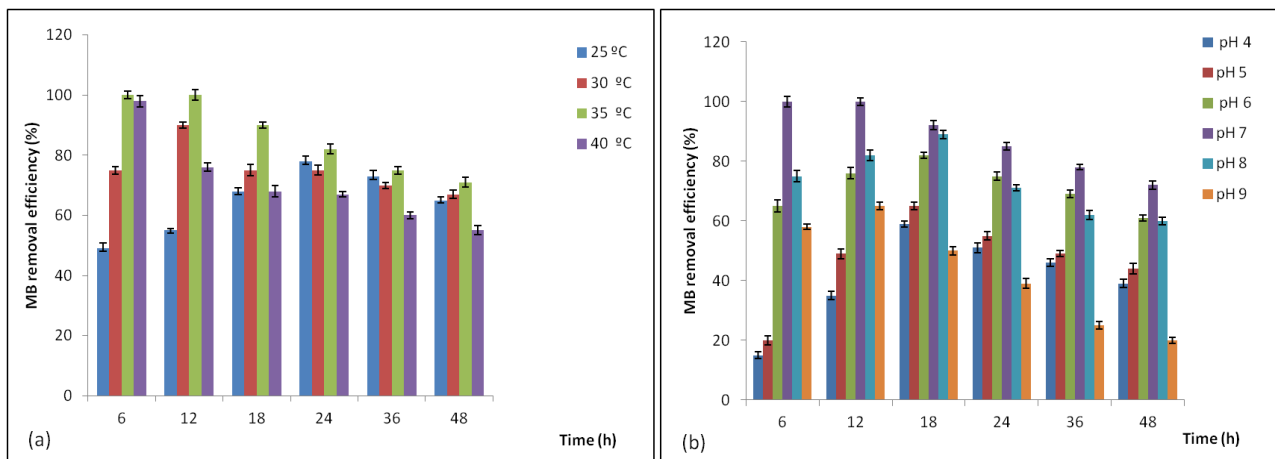 120
100
80
60
40
20
0
MB removal efficiency (%)
6 12 18 24 36 48
Time (h)
(a)
25 ºC
30 ºC
35 ºC
40 ºC
120
100
80
60
40
20
0
MB removal efficiency (%)
6 12 18 24 36 48
Time (h)
(b)
pH 4
pH 5
pH 6
pH 7
pH 8
pH 9